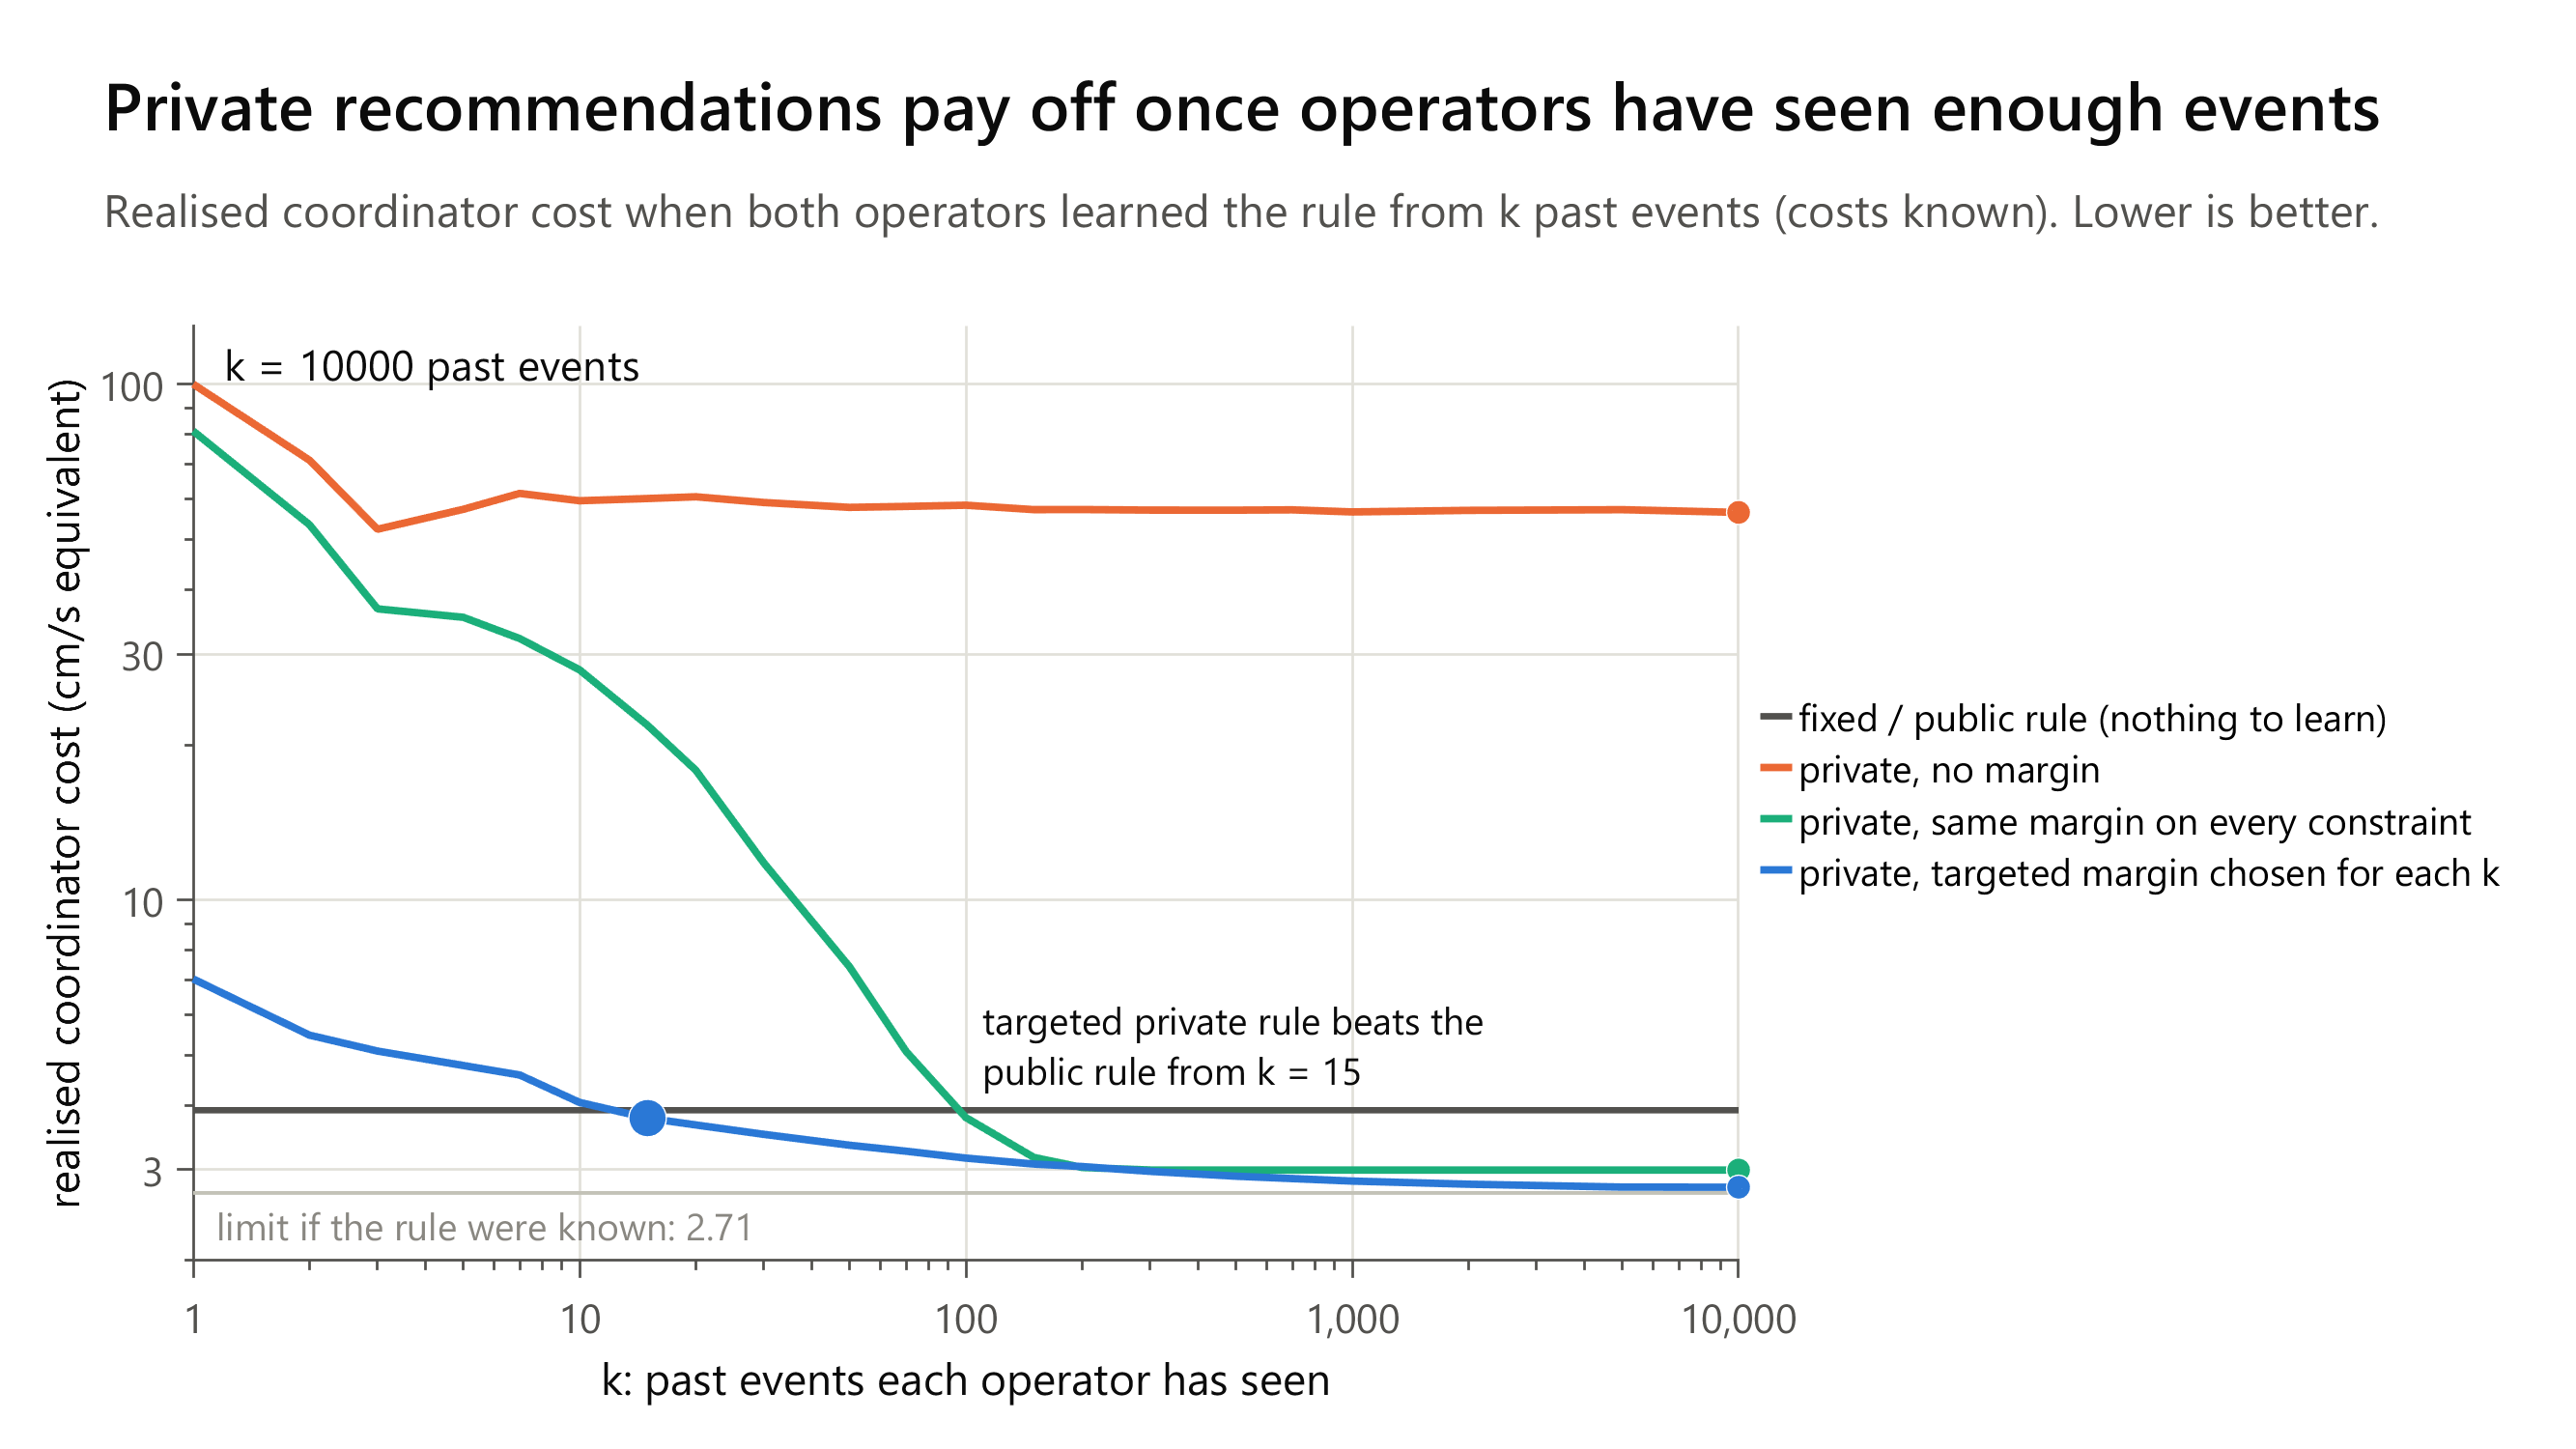 Private recommendations pay off once operators have seen enough events
Realised coordinator cost when both operators learned the rule from k past events (costs known). Lower is better.
realised coordinator cost (cm/s equivalent)
100
30
10
3
k = 10000 past events
targeted private rule beats the
public rule from k = 15
limit if the rule were known: 2.71
fixed / public rule (nothing to learn)
private, no margin
private, same margin on every constraint
private, targeted margin chosen for each k
1
10
100
1,000
10,000
k: past events each operator has seen